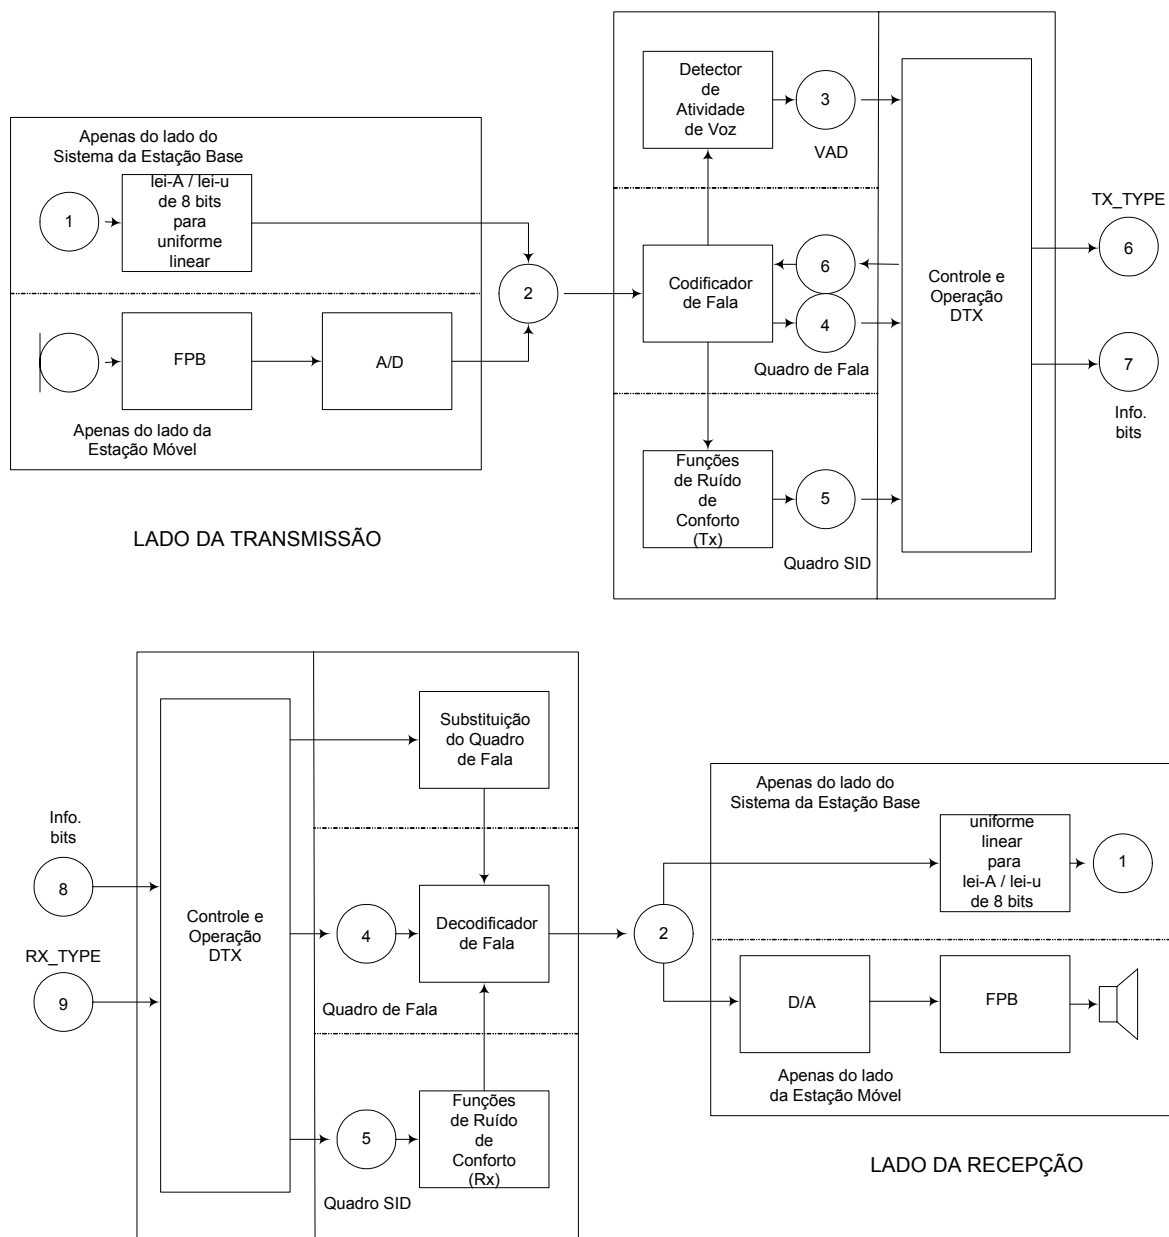 Apenas do lado do
Sistema da Estação Base
1
lei-A / lei-u
de 8 bits
para
uniforme
linear
2
FPB
A/D
Apenas do lado da
Estação Móvel
LADO DA TRANSMISSÃO
Detector
de
Atividade
de Voz
3
VAD
Codificador
de Fala
6
4
Quadro de Fala
Funções
de Ruído
de
Conforto
(Tx)
5
Quadro SID
Controle e
Operação
DTX
TX_TYPE
6
7
Info.
bits
Info.
bits
8
RX_TYPE
9
Controle e
Operação
DTX
Substituição
do Quadro
de Fala
4
Quadro de Fala
Decodificador
de Fala
5
Quadro SID
Funções
de Ruído
de
Conforto
(Rx)
2
Apenas do lado do
Sistema da Estação Base
uniforme
linear
para
lei-A / lei-u
de 8 bits
1
D/A
FPB
Apenas do lado
da Estação Móvel
LADO DA RECEPÇÃO